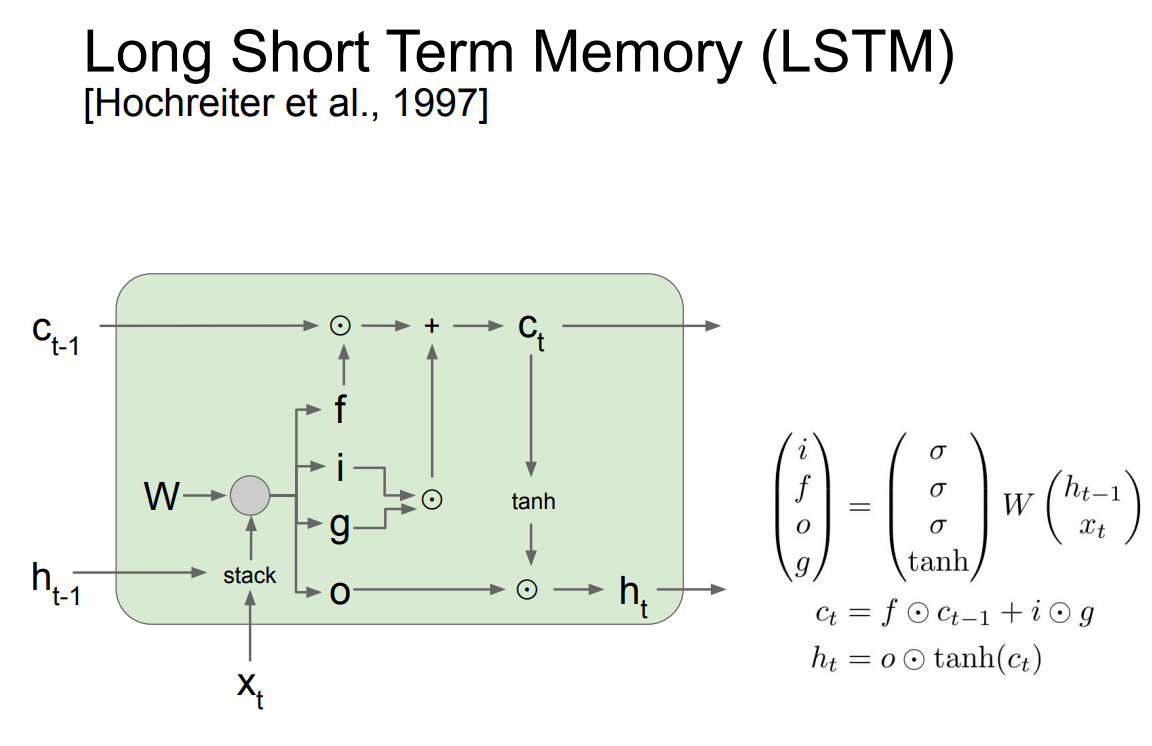 Long Short Term Memory (LSTM)
[Hochreiter et al., 1997]
c_{t-1} ⊙ + c_t
f
i
W ⊙ tanh
g
h_{t-1} stack
o ⊙ h_t
x_t
(i f o g) = (σ σ σ tanh) W (h_{t-1} x_t)
c_t = f ⊙ c_{t-1} + i ⊙ g
h_t = o ⊙ tanh(c_t)